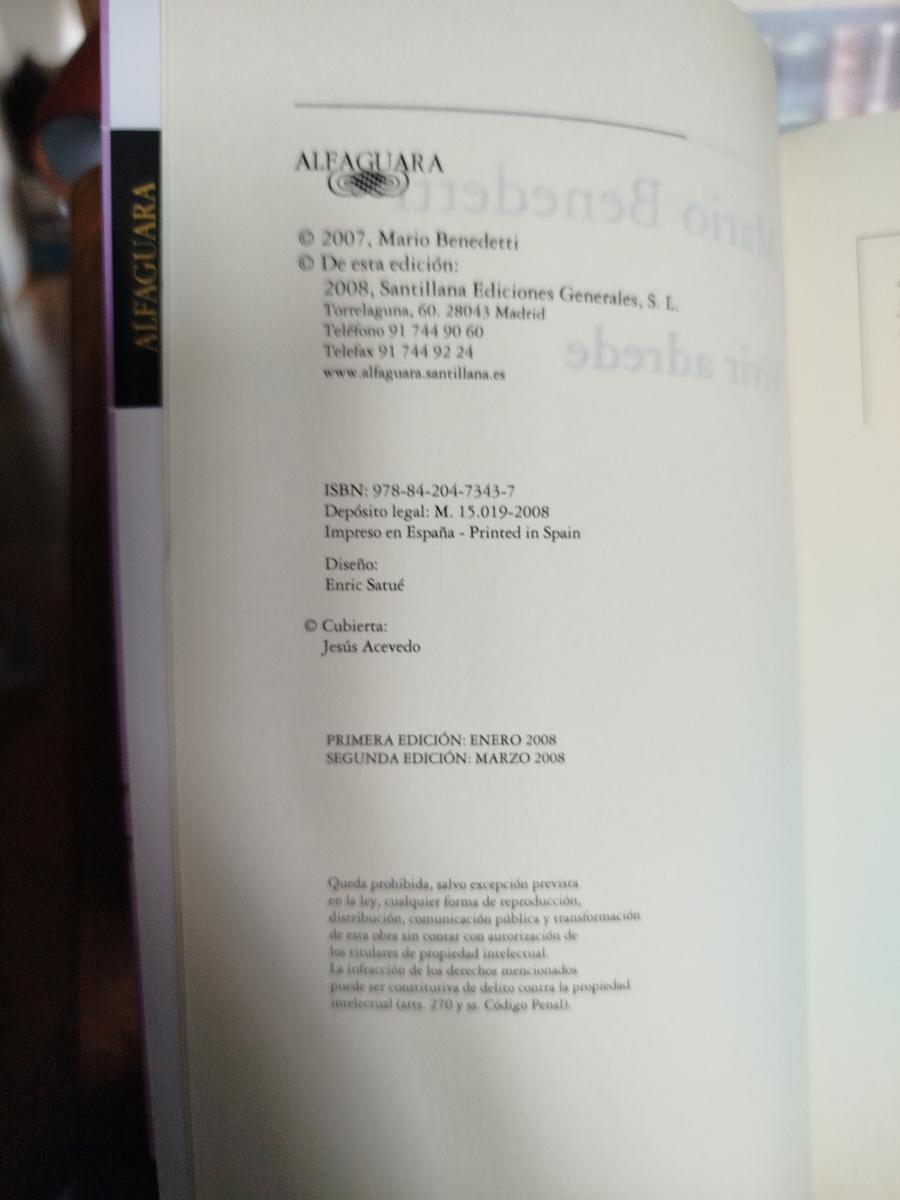 ALFAGUARA
ALFAGUARA
© 2007, Mario Benedetti
© De esta edición:
2008, Santillana Ediciones Generales, S. L.
Torrelaguna, 60. 28043 Madrid
Teléfono 91 744 90 60
Telefax 91 744 92 24
www.alfaguara.santillana.es
ISBN: 978-84-204-7343-7
Depósito legal: M. 15.019-2008
Impreso en España - Printed in Spain
Diseño:
Enric Satué
© Cubierta:
Jesús Acevedo
PRIMERA EDICIÓN: ENERO 2008
SEGUNDA EDICIÓN: MARZO 2008
Queda prohibida, salvo excepción prevista
en la ley, cualquier forma de reproducción,
distribución, comunicación pública y transformación
de esta obra sin contar con autorización de
los titulares de propiedad intelectual.
La infracción de los derechos mencionados
puede ser constitutiva de delito contra la propiedad
intelectual (arts. 270 y ss. Código Penal).
Mario Benedetti
adrede